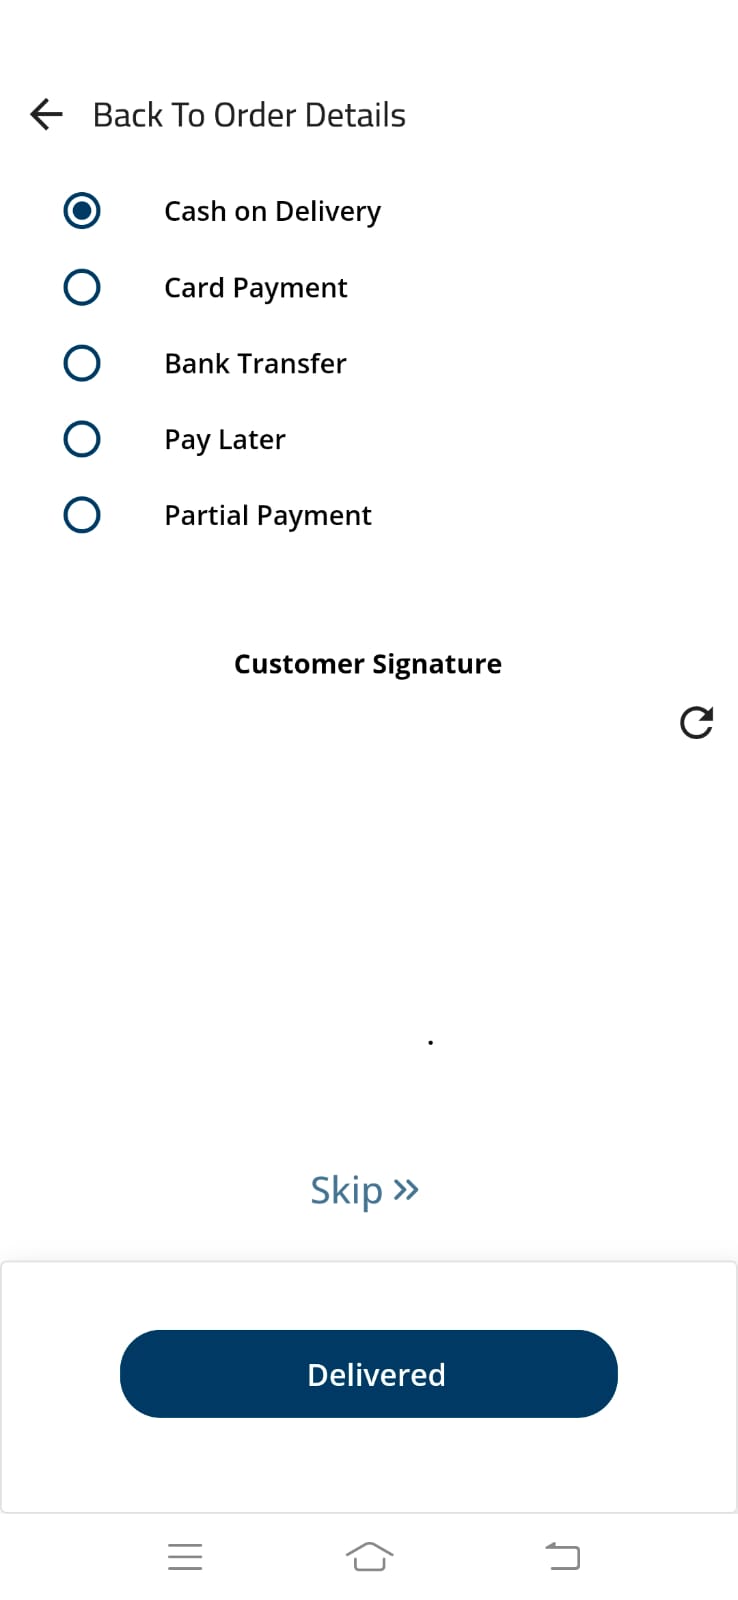 Back To Order Details
Cash on Delivery
Card Payment
Bank Transfer
Pay Later
Partial Payment
Customer Signature
.
Skip »
Delivered